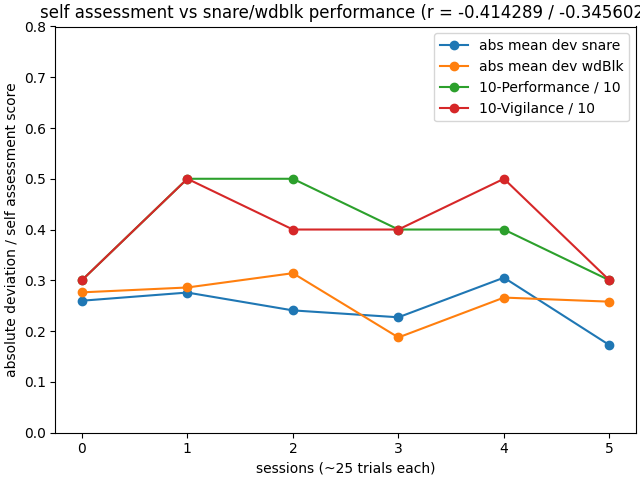 self assessment vs snare/wdblk performance (r = -0.414289 / -0.345602
abs mean dev snare
abs mean dev wdBlk
10-Performance / 10
10-Vigilance / 10
absolute deviation / self assessment score
0.8
0.7
0.6
0.5
0.4
0.3
0.2
0.1
0.0
0 1 2 3 4 5
sessions (~25 trials each)